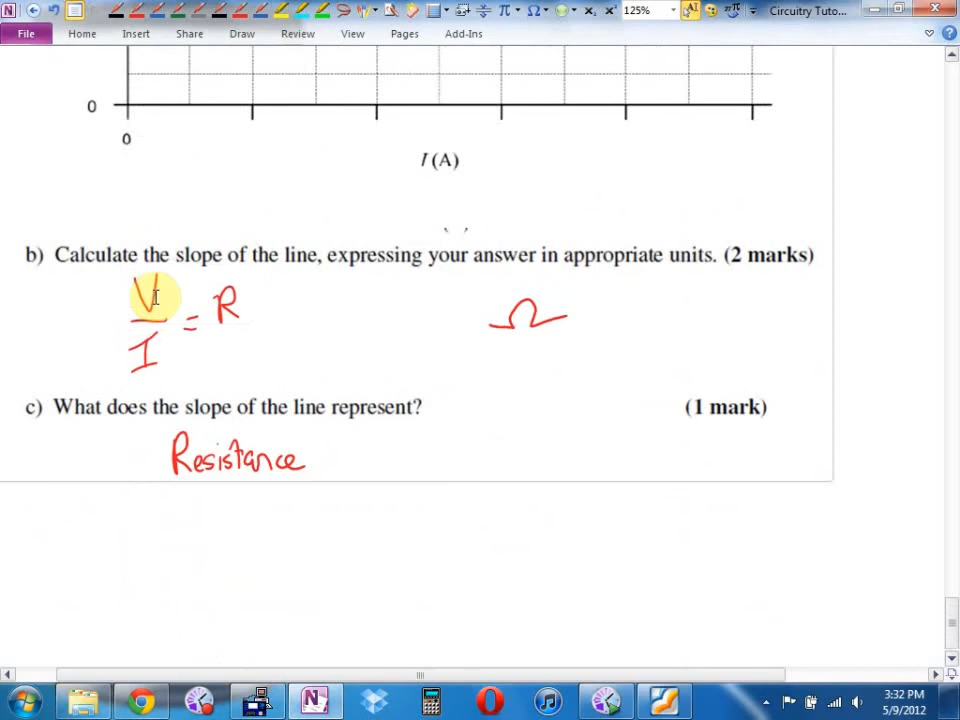 125%
Circuitry Tuto...
File Home Insert Share Draw Review View Pages Add-Ins
0
0
I (A)
b) Calculate the slope of the line, expressing your answer in appropriate units. (2 marks)
V
I
= R
Ω
c) What does the slope of the line represent? (1 mark)
Resistance
3:32 PM
5/9/2012